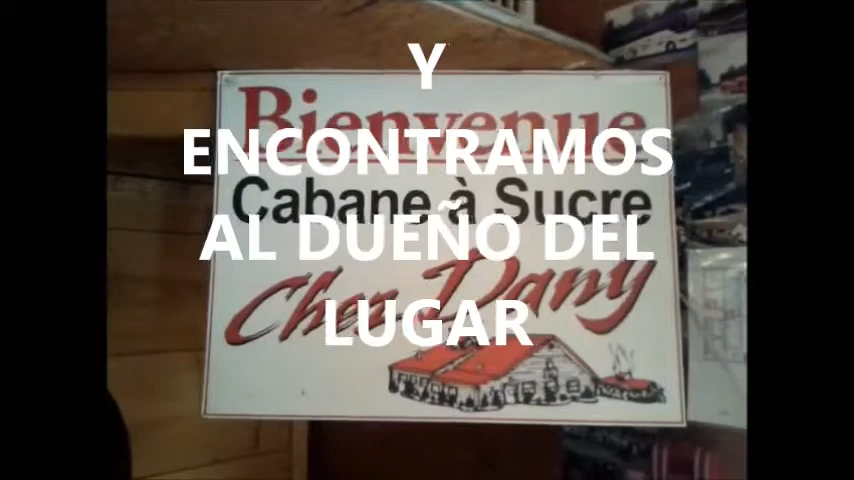 Y
ENCONTRAMOS
AL DUEÑO DEL
LUGAR
Bienvenue
Cabane à Sucre
Chez Dany